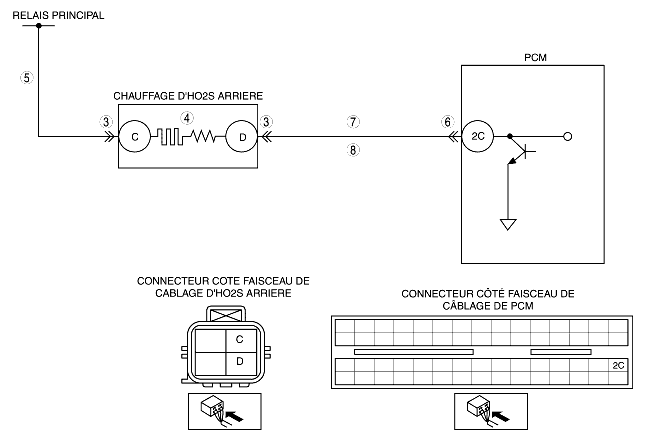 RELAIS PRINCIPAL
PCM
5
CHAUFFAGE D'HO2S ARRIERE
3
C
4
D
3
7
8
6
2C
CONNECTEUR COTE FAISCEAU DE
CABLAGE D'HO2S ARRIERE
C
D
CONNECTEUR CÔTÉ FAISCEAU DE
CÂBLAGE DE PCM
2C